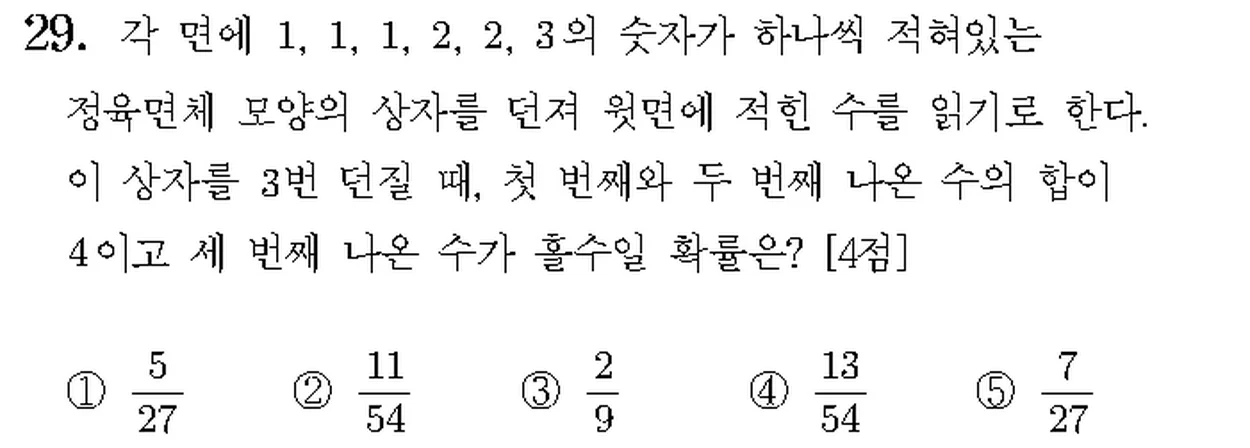 29. 각 면에 1, 1, 1, 2, 2, 3의 숫자가 하나씩 적혀있는
정육면체 모양의 상자를 던져 윗면에 적힌 수를 읽기로 한다.
이 상자를 3번 던질 때, 첫 번째와 두 번째 나온 수의 합이
4이고 세 번째 나온 수가 홀수일 확률은? [4점]
① 5/27 ② 11/54 ③ 2/9 ④ 13/54 ⑤ 7/27